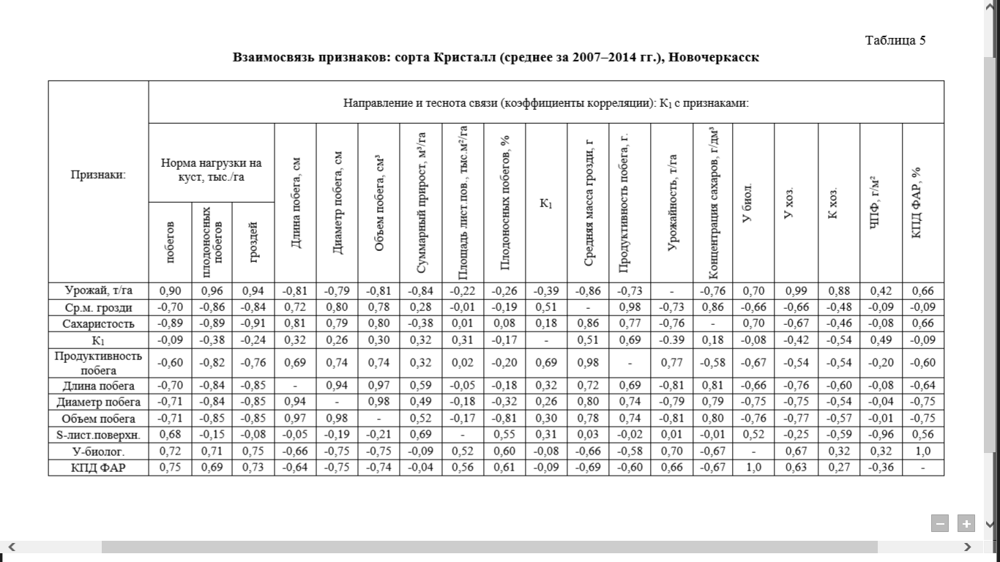 Таблица 5
Взаимосвязь признаков: сорта Кристалл (среднее за 2007–2014 гг.), Новочеркасск
Признаки:
Направление и теснота связи (коэффициенты корреляции): К₁ с признаками:
Норма нагрузки на
куст, тыс./га
побегов
плодоносных
побегов
гроздей
Длина побега, см
Диаметр побега, см
Объем побега, см³
Суммарный прирост, м³/га
Площадь лист.пов., тыс.м²/га
Плодоносных побегов, %
К₁
Средняя масса грозди, г
Продуктивность побега, г.
Урожайность, т/га
Концентрация сахаров, г/дм³
У биол.
У хоз.
К хоз.
ЧПФ, г/м²
КПД ФАР, %
Урожай, т/га 0,90 0,96 0,94 -0,81 -0,79 -0,81 -0,84 -0,22 -0,26 -0,39 -0,86 -0,73 - -0,76 0,70 0,99 0,88 0,42 0,66
Ср.м. грозди -0,70 -0,86 -0,84 0,72 0,80 0,78 0,28 -0,01 -0,19 0,51 - 0,98 -0,73 0,86 -0,66 -0,66 -0,48 -0,09 -0,09
Сахаристость -0,89 -0,89 -0,91 0,81 0,79 0,80 -0,38 0,01 0,08 0,18 0,86 0,77 -0,76 - 0,70 -0,67 -0,46 -0,08 0,66
К₁ -0,09 -0,38 -0,24 0,32 0,26 0,30 0,32 0,31 -0,17 - 0,51 0,69 -0.39 0,18 -0,08 -0,42 -0,54 0,49 -0,09
Продуктивность
побега -0,60 -0,82 -0,76 0,69 0,74 0,74 0,32 0,02 -0,20 0,69 0,98 - 0,77 -0,58 -0,67 -0,54 -0,54 -0,20 -0,60
Длина побега -0,70 -0,84 -0,85 - 0,94 0,97 0,59 -0,05 -0,18 0,32 0,72 0,69 -0,81 0,81 -0,66 -0,76 -0,60 -0,08 -0,64
Диаметр побега -0,71 -0,84 -0,85 0,94 - 0,98 0,49 -0,18 -0,32 0,26 0,80 0,74 -0,79 0,79 -0,75 -0,75 -0,54 -0,04 -0,75
Объем побега -0,71 -0,85 -0,85 0,97 0,98 - 0,52 -0,17 -0,81 0,30 0,78 0,74 -0,81 0,80 -0,76 -0,77 -0,57 -0,01 -0,75
S-лист.поверхн. 0,68 -0,15 -0,08 -0,05 -0,19 -0,21 0,69 - 0,55 0,31 0,03 -0,02 0,01 -0,01 0,52 -0,25 -0,59 -0,96 0,56
У-биолог. 0,72 0,71 0,75 -0,66 -0,75 -0,75 -0,09 0,52 0,60 -0,08 -0,66 -0,58 0,70 -0,67 - 0,67 0,32 0,32 1,0
КПД ФАР 0,75 0,69 0,73 -0,64 -0,75 -0,74 -0,04 0,56 0,61 -0,09 -0,69 -0,60 0,66 -0,67 1,0 0,63 0,27 -0,36 -